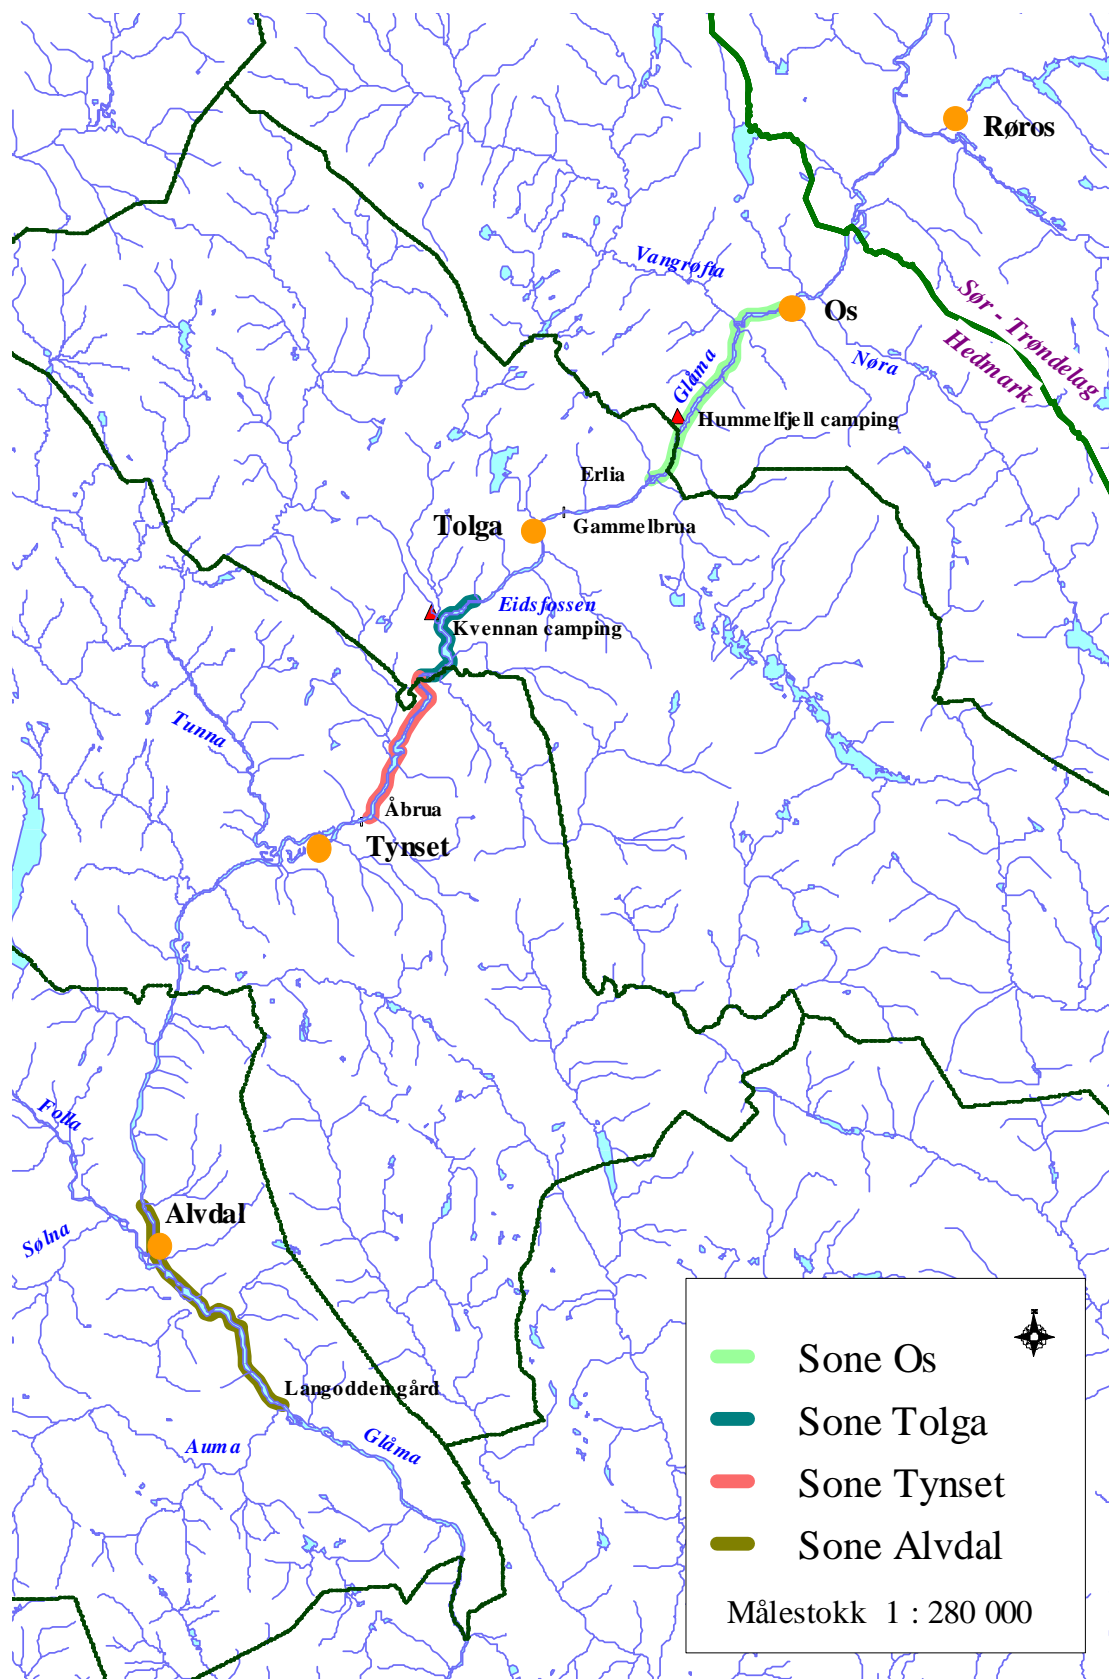 Røros
Vangrøfta
Sør - Trøndelag
Os
Hedmark
Nøra
Glåma
Hummelfjell camping
Erlia
Tolga
Gammelbrua
Eidsfossen
Kvennan camping
Tunna
Åbrua
Tynset
Folla
Alvdal
Sølna
Langodden gård
Auma
Glåma
Sone Os
Sone Tolga
Sone Tynset
Sone Alvdal
Målestokk 1 : 280 000